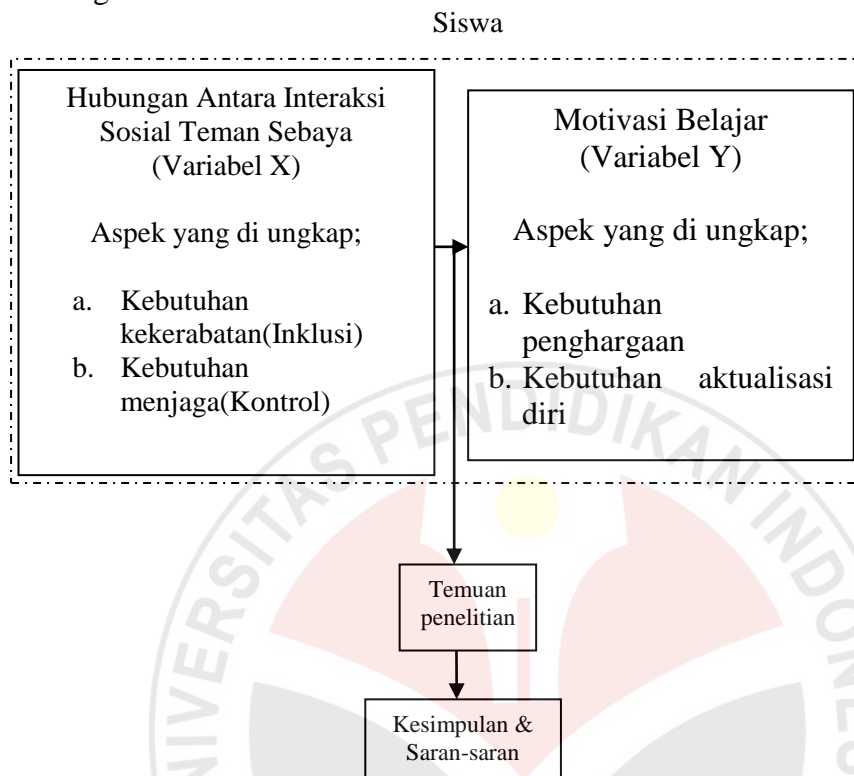 Siswa
Hubungan Antara Interaksi
Sosial Teman Sebaya
(Variabel X)
Aspek yang di ungkap;
a. Kebutuhan
kekerabatan(Inklusi)
b. Kebutuhan
menjaga(Kontrol)
Motivasi Belajar
(Variabel Y)
Aspek yang di ungkap;
a. Kebutuhan
penghargaan
b. Kebutuhan aktualisasi
diri
Temuan
penelitian
Kesimpulan &
Saran-saran